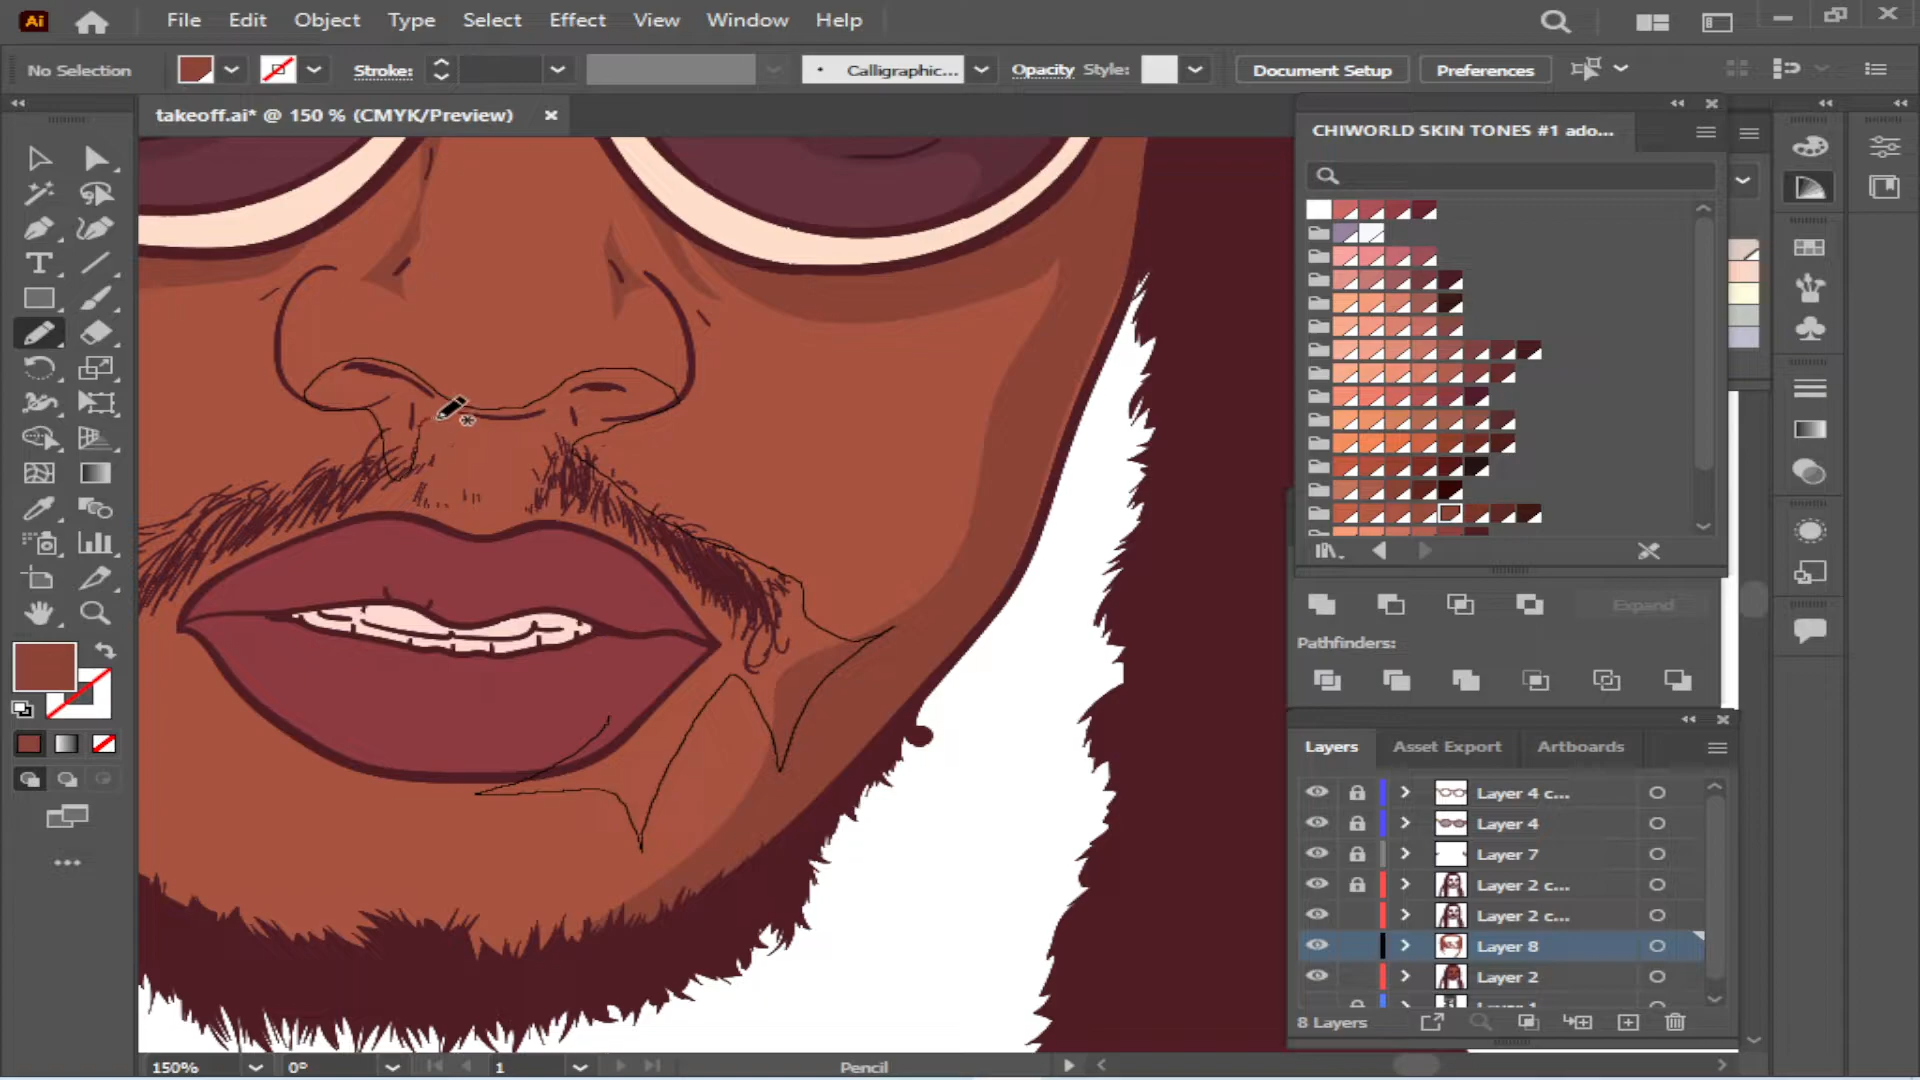 Ai File Edit Object Type Select Effect View Window Help
No Selection Stroke: Calligraphic... Opacity Style: Document Setup Preferences
takeoff.ai* @ 150 % (CMYK/Preview)
CHIWORLD SKIN TONES #1 ado...
Expand
Pathfinders:
Layers Asset Export Artboards
Layer 4 c...
Layer 4
Layer 7
Layer 2 c...
Layer 2 c...
Layer 8
Layer 2
8 Layers
150% 0° 1 Pencil